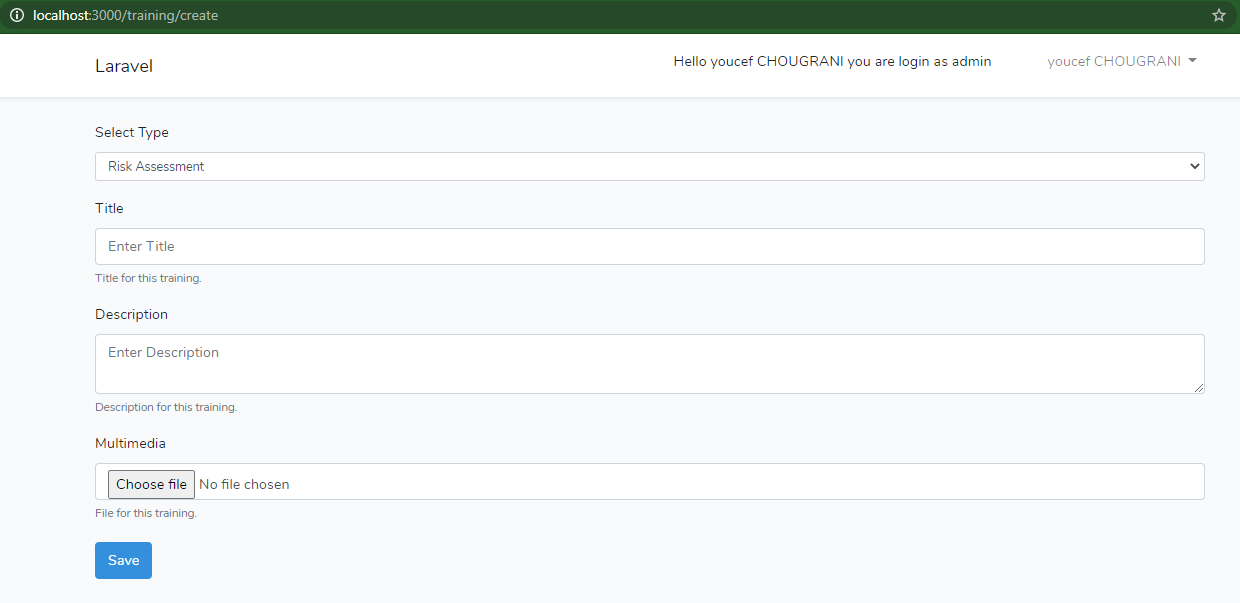 localhost:3000/training/create
Laravel
Hello youcef CHOUGRANI you are login as admin
youcef CHOUGRANI
Select Type
Risk Assessment
Title
Enter Title
Title for this training.
Description
Enter Description
Description for this training.
Multimedia
Choose file No file chosen
File for this training.
Save